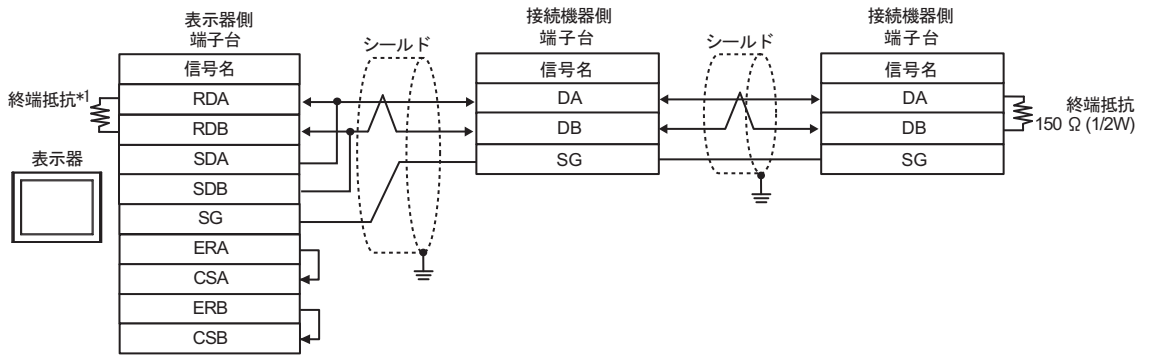 表示器側
端子台
信号名
RDA
RDB
SDA
SDB
SG
ERA
CSA
ERB
CSB
終端抵抗*1
表示器
シールド
接続機器側
端子台
信号名
DA
DB
SG
シールド
接続機器側
端子台
信号名
DA
DB
SG
終端抵抗
150 Ω (1/2W)